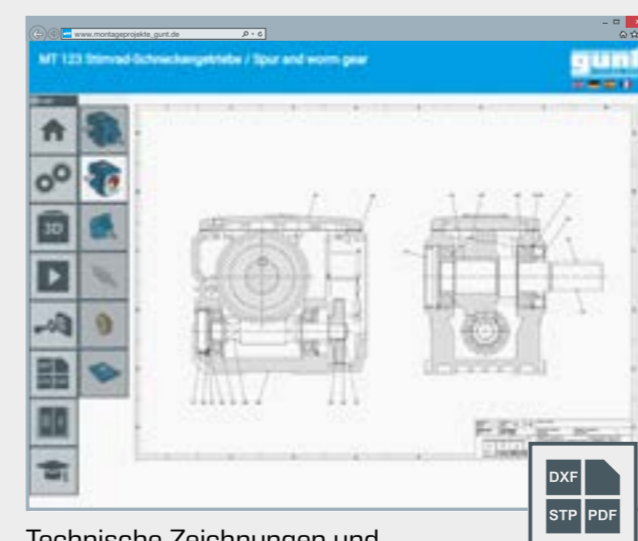 www.montageprojekte_gunt.de
MT 123 Stirnrad-Schneckengetriebe / Spur and worm gear
gunt
3D
DXF
STP PDF
Technische Zeichnungen und